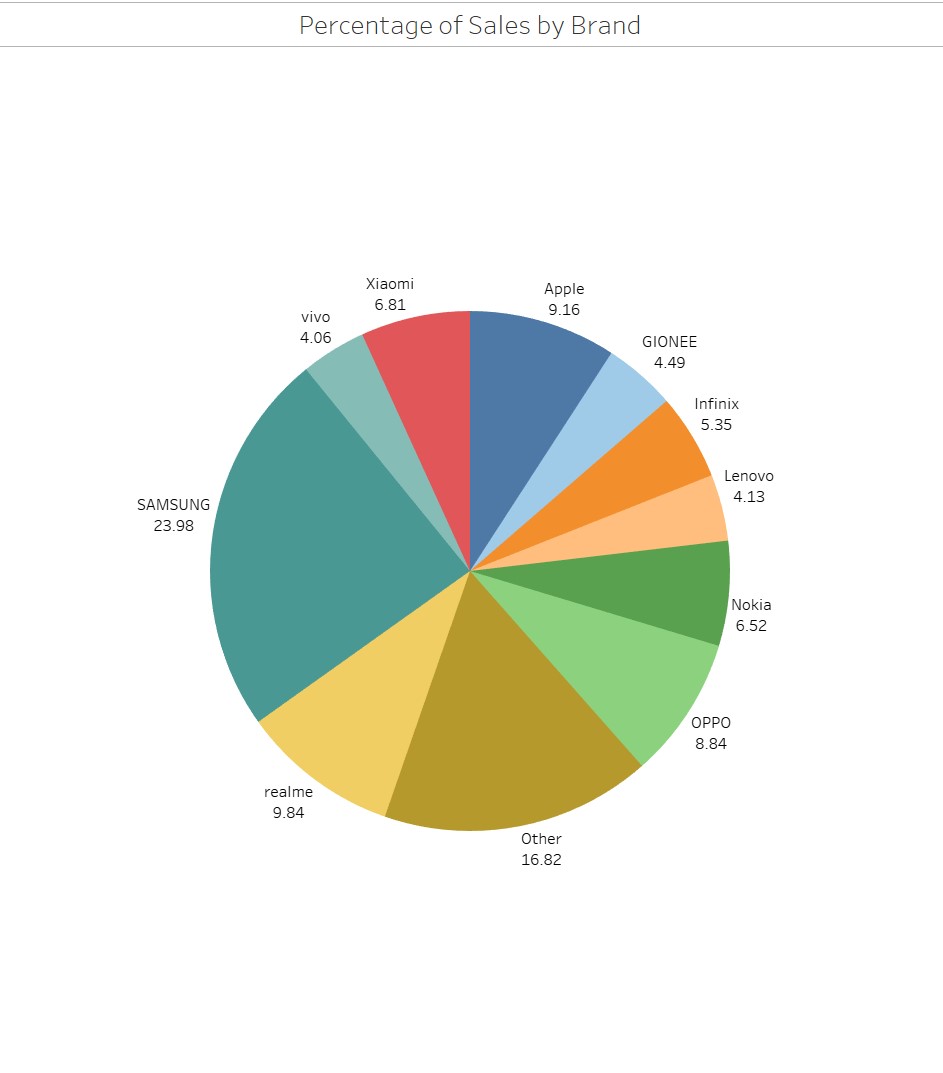 Percentage of Sales by Brand
Xiaomi
6.81
Apple
9.16
vivo
4.06
GIONEE
4.49
Infinix
5.35
Lenovo
4.13
SAMSUNG
23.98
Nokia
6.52
OPPO
8.84
realme
9.84
Other
16.82